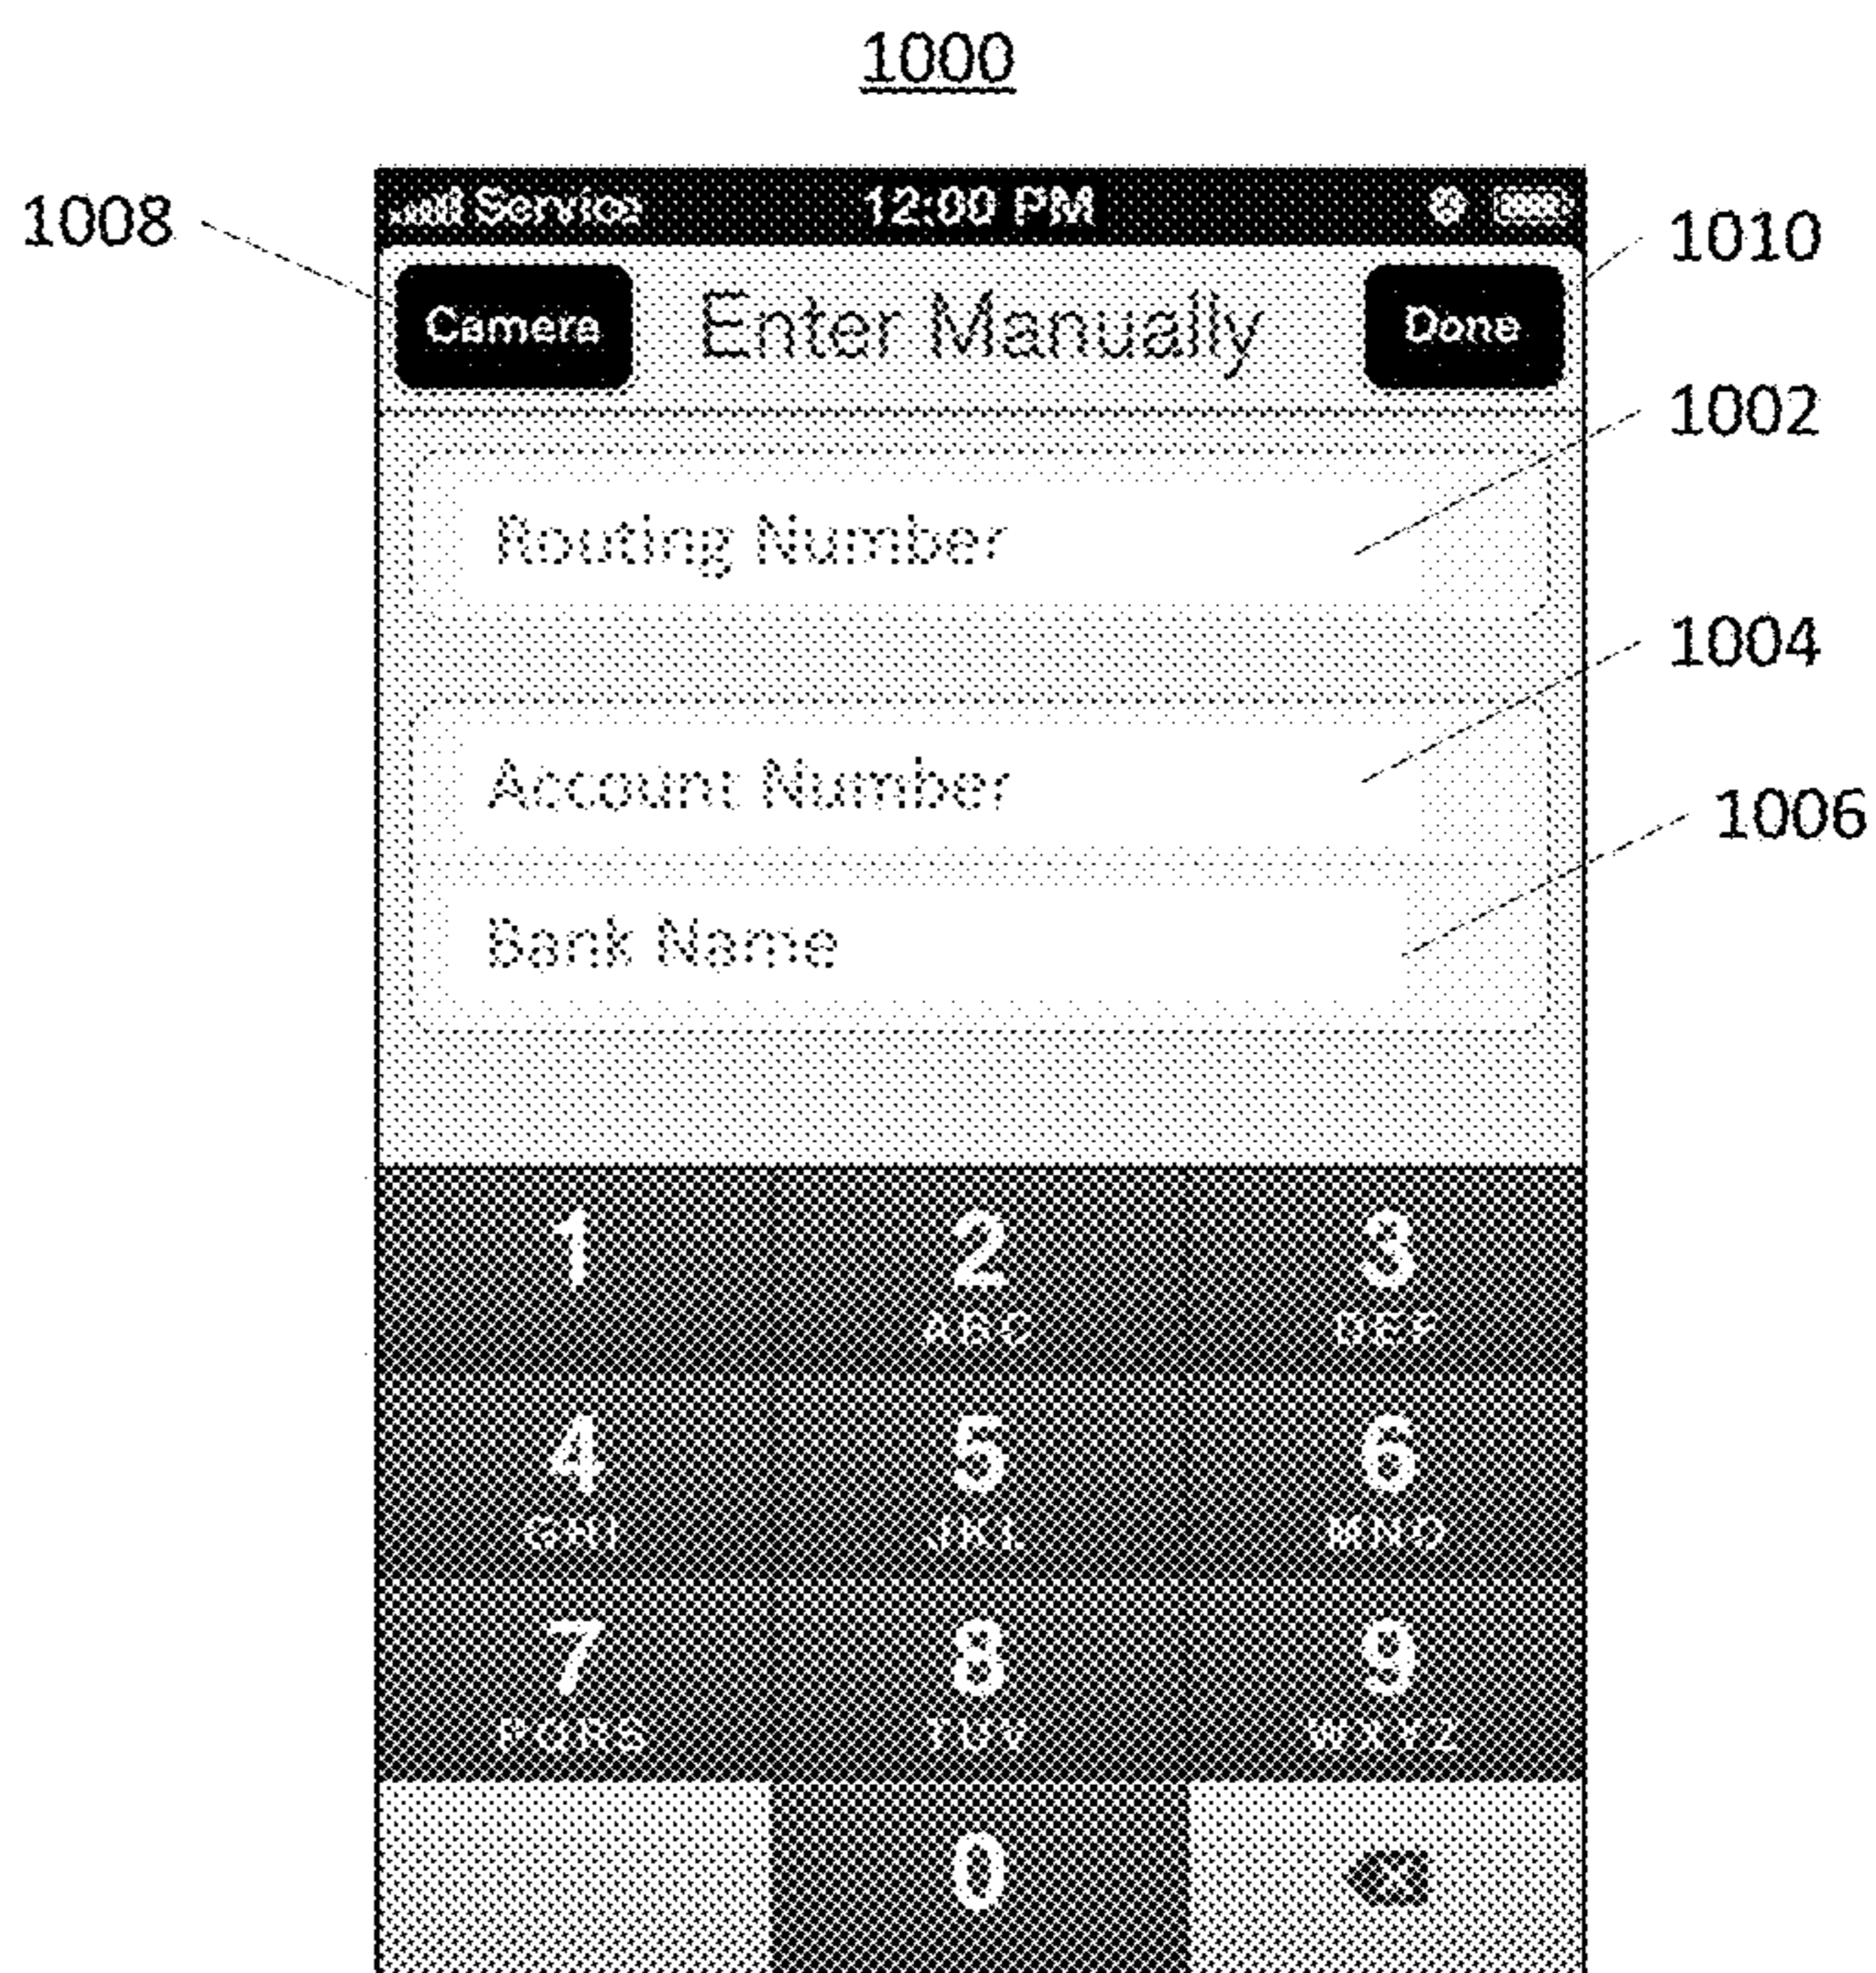 1000
Service 12:00 PM
1008 Camera Enter Manually Done 1010
Routing Number 1002
Account Number 1004
Bank Name 1006
1 2 3
ABC DEF
4 5 6
GHI JKL MNO
7 8 9
PQRS TUV WXYZ
0